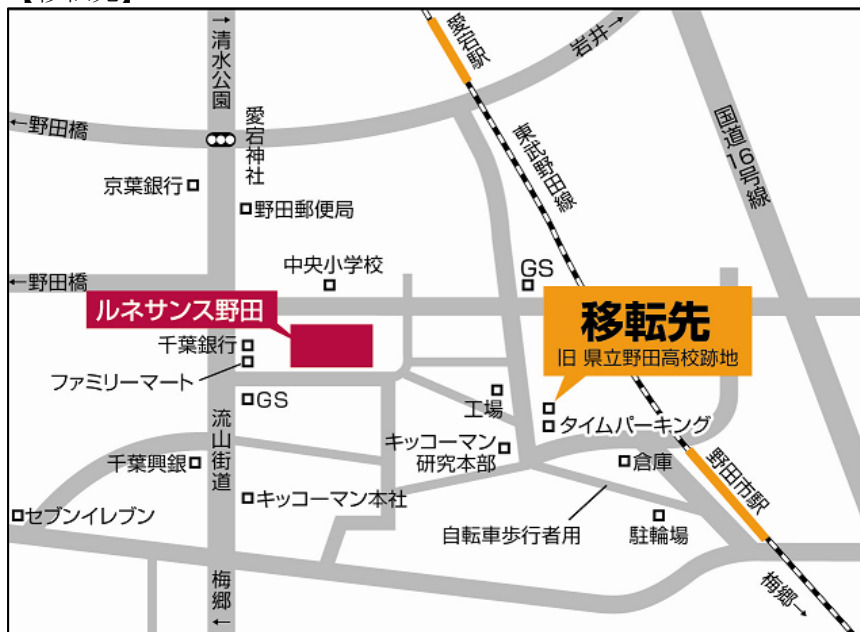 【移転先】
→
清水公園
愛宕駅
岩井
→
←野田橋
愛宕神社
東武野田線
国道16号線
京葉銀行
野田郵便局
中央小学校
GS
←野田橋
ルネサンス野田
移転先
旧 県立野田高校跡地
千葉銀行
ファミリーマート
GS
工場
タイムパーキング
流山街道
キッコーマン
研究本部
千葉興銀
倉庫
野田市駅
キッコーマン本社
セブンイレブン
自転車歩行者用
駐輪場
梅郷
←
梅郷→